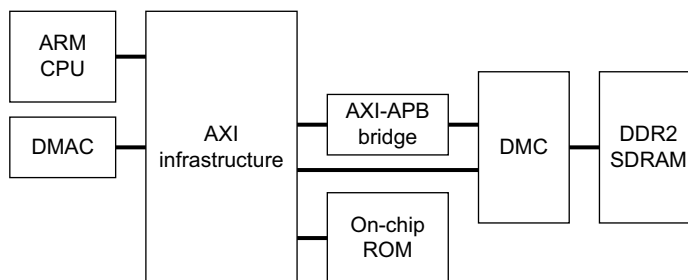 ARM
CPU
DMAC
AXI
infrastructure
AXI-APB
bridge
On-chip
ROM
DMC
DDR2
SDRAM